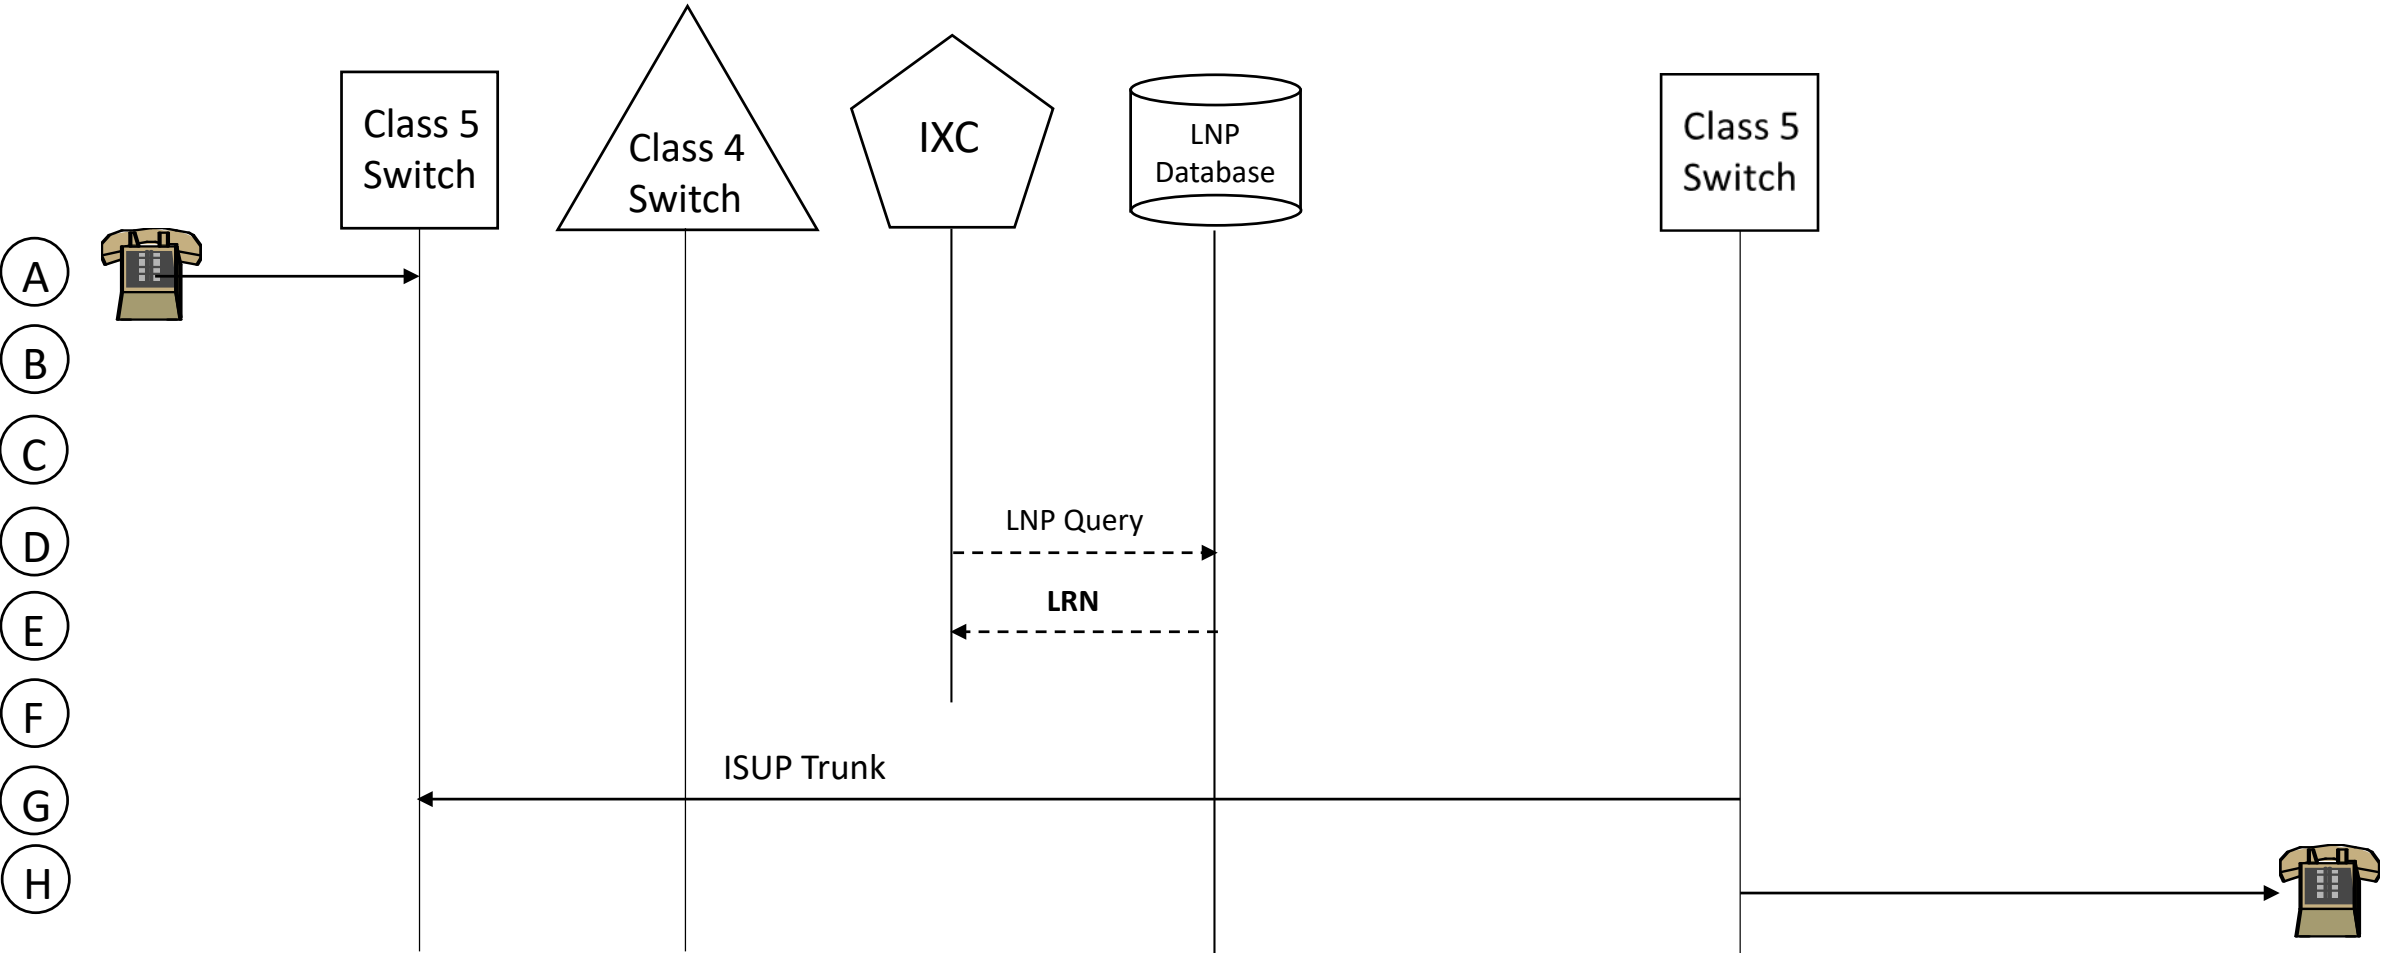 Class 5
Switch
Class 4
Switch
IXC
LNP
Database
Class 5
Switch
A
B
C
D
LNP Query
E
LRN
F
G
ISUP Trunk
H